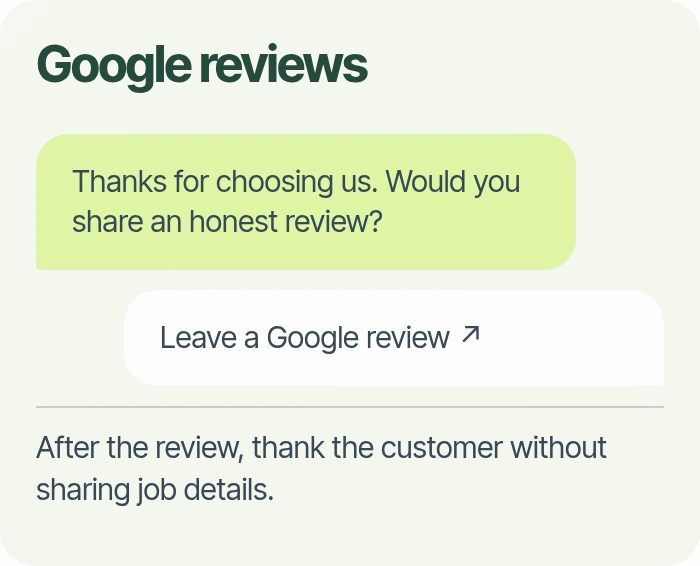 Google reviews
Thanks for choosing us. Would you
share an honest review?
Leave a Google review ↗
After the review, thank the customer without
sharing job details.